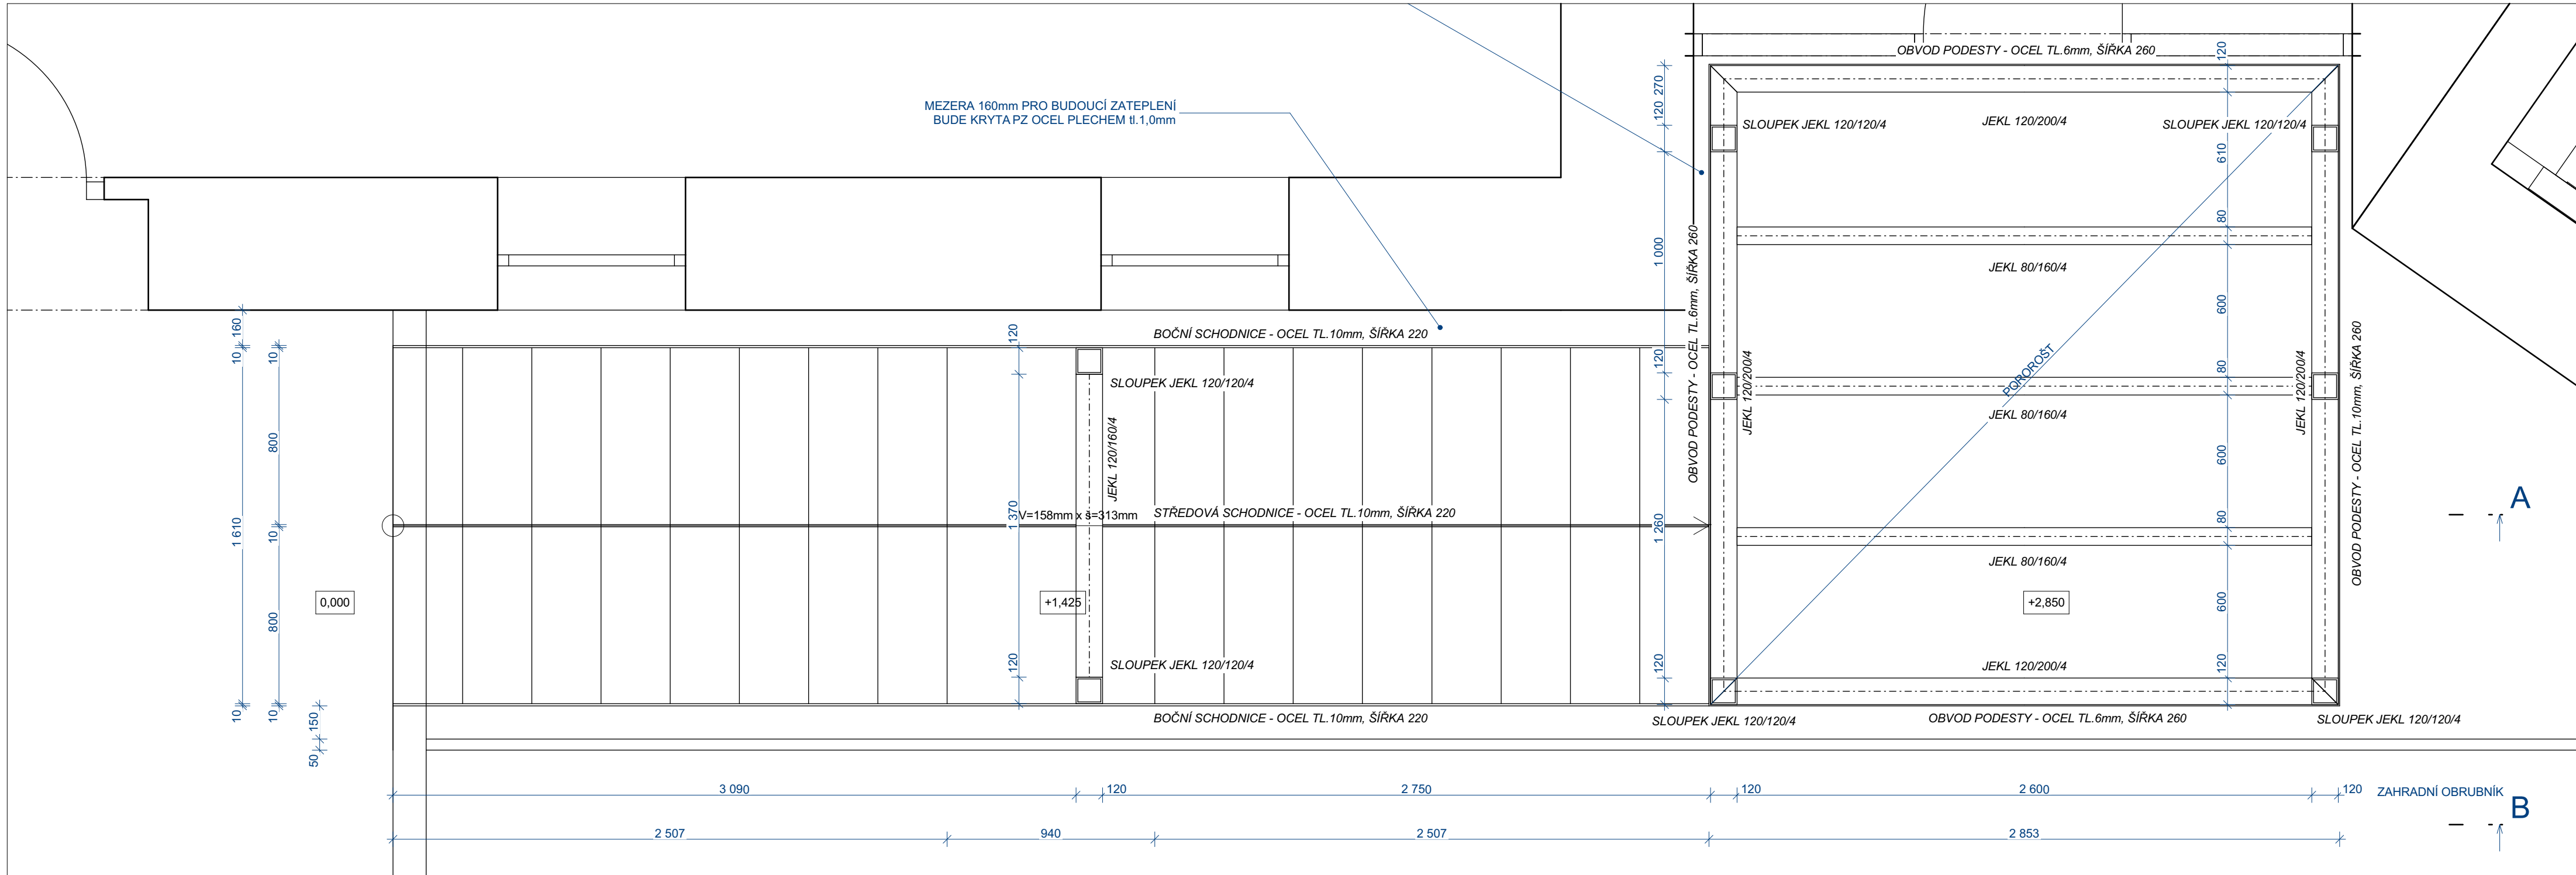 OBVOD PODESTY - OCEL TL.6mm, ŠÍŘKA 260
120
270
120
MEZERA 160mm PRO BUDOUCÍ ZATEPLENÍ
BUDE KRYTA PZ OCEL PLECHEM tl.1,0mm
SLOUPEK JEKL 120/120/4
JEKL 120/200/4
SLOUPEK JEKL 120/120/4
610
80
1 000
OBVOD PODESTY - OCEL TL.6mm, ŠÍŘKA 260
JEKL 80/160/4
600
160
10
10
120
BOČNÍ SCHODNICE - OCEL TL.10mm, ŠÍŘKA 220
120
SLOUPEK JEKL 120/120/4
JEKL 120/200/4
POROROŠT
80
JEKL 120/200/4
OBVOD PODESTY - OCEL TL.10mm, ŠÍŘKA 260
JEKL 80/160/4
800
JEKL 120/160/4
600
A
1 610
10
1 370
V=158mm x š=313mm
STŘEDOVÁ SCHODNICE - OCEL TL.10mm, ŠÍŘKA 220
1 260
80
JEKL 80/160/4
0,000
+1,425
+2,850
800
600
120
SLOUPEK JEKL 120/120/4
120
JEKL 120/200/4
120
10
10
150
50
BOČNÍ SCHODNICE - OCEL TL.10mm, ŠÍŘKA 220
SLOUPEK JEKL 120/120/4
OBVOD PODESTY - OCEL TL.6mm, ŠÍŘKA 260
SLOUPEK JEKL 120/120/4
3 090
120
2 750
120
2 600
120
ZAHRADNÍ OBRUBNÍK
B
2 507
940
2 507
2 853